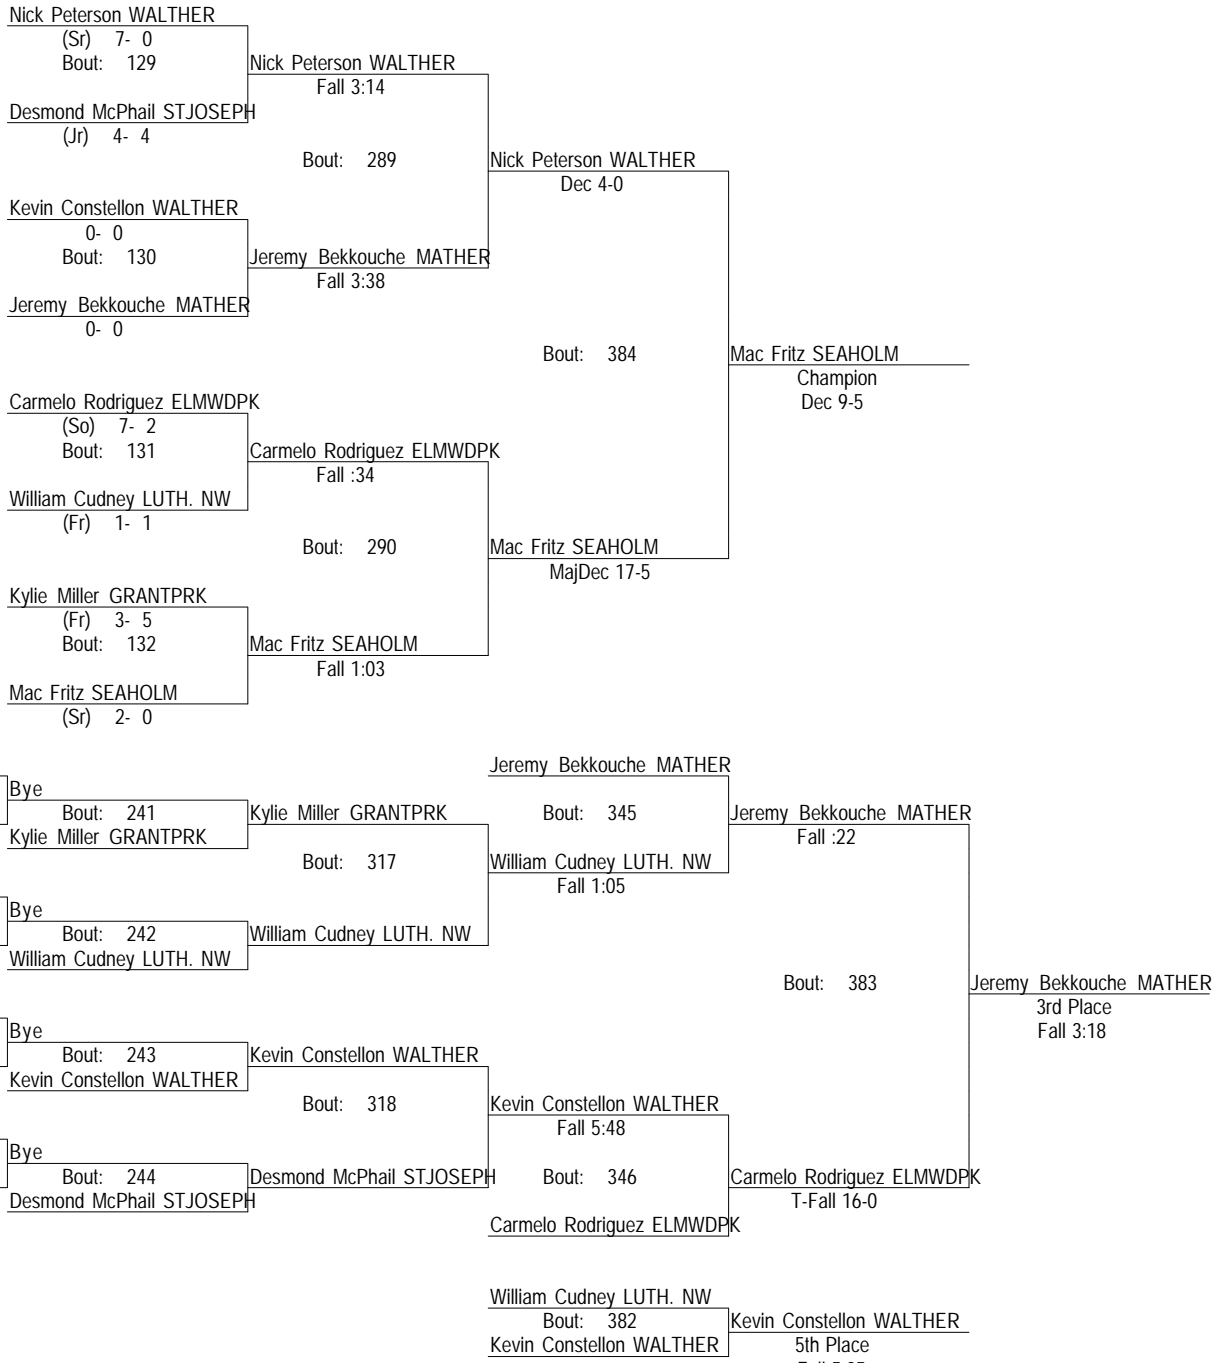 Nick Peterson WALTHER
(Sr) 7- 0
Bout: 129
Nick Peterson WALTHER
Fall 3:14
Desmond McPhail STJOSEPH
(Jr) 4- 4
Bout: 289
Nick Peterson WALTHER
Dec 4-0
Kevin Constellon WALTHER
0- 0
Bout: 130
Jeremy Bekkouche MATHER
Fall 3:38
Jeremy Bekkouche MATHER
0- 0
Bout: 384
Mac Fritz SEAHOLM
Champion
Dec 9-5
Carmelo Rodriguez ELMWDPK
(So) 7- 2
Bout: 131
Carmelo Rodriguez ELMWDPK
Fall :34
William Cudney LUTH. NW
(Fr) 1- 1
Bout: 290
Mac Fritz SEAHOLM
MajDec 17-5
Kylie Miller GRANTPRK
(Fr) 3- 5
Bout: 132
Mac Fritz SEAHOLM
Fall 1:03
Mac Fritz SEAHOLM
(Sr) 2- 0
Jeremy Bekkouche MATHER
Bye
Bout: 241
Kylie Miller GRANTPRK
Kylie Miller GRANTPRK
Bout: 345
Jeremy Bekkouche MATHER
Fall :22
Bout: 317
William Cudney LUTH. NW
Fall 1:05
Bye
Bout: 242
William Cudney LUTH. NW
William Cudney LUTH. NW
Bout: 383
Jeremy Bekkouche MATHER
3rd Place
Fall 3:18
Bye
Bout: 243
Kevin Constellon WALTHER
Kevin Constellon WALTHER
Bout: 318
Kevin Constellon WALTHER
Fall 5:48
Bye
Bout: 244
Desmond McPhail STJOSEPH
Desmond McPhail STJOSEPH
Bout: 346
Carmelo Rodriguez ELMWDPK
T-Fall 16-0
Carmelo Rodriguez ELMWDPK
William Cudney LUTH. NW
Bout: 382
Kevin Constellon WALTHER
Kevin Constellon WALTHER
5th Place